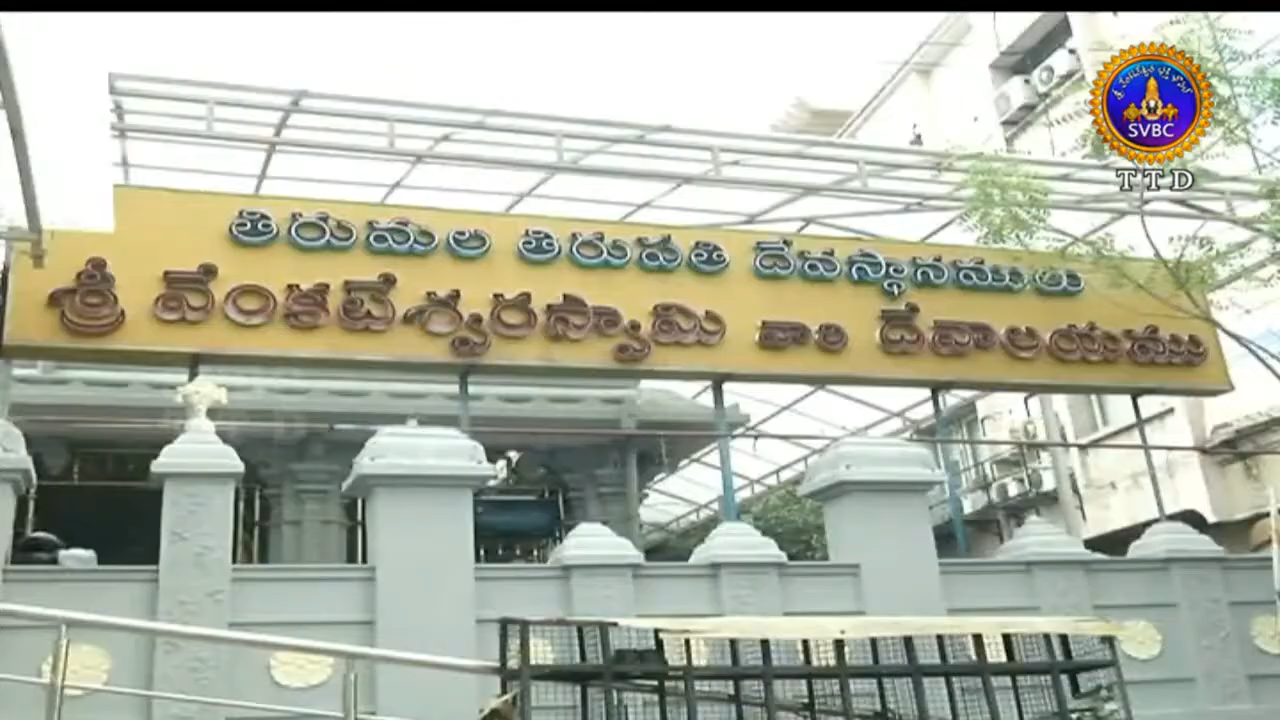 తిరుమల తిరుపతి దేవస్థానములు
శ్రీ వేంకటేశ్వరస్వామి వారి దేవాలయము
SVBC
TTD